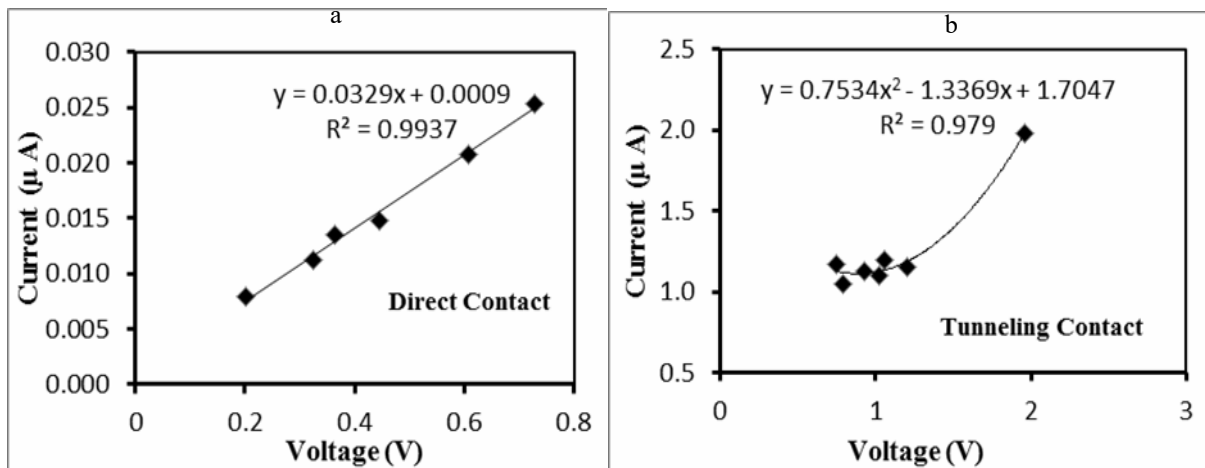 a
0.030
0.025
0.020
0.015
0.010
0.005
0.000
Current (μ A)
y = 0.0329x + 0.0009
R² = 0.9937
Direct Contact
0
0.2
0.4
0.6
0.8
Voltage (V)
b
2.5
2.0
1.5
1.0
0.5
Current (μ A)
y = 0.7534x² - 1.3369x + 1.7047
R² = 0.979
Tunneling Contact
0
1
2
3
Voltage (V)